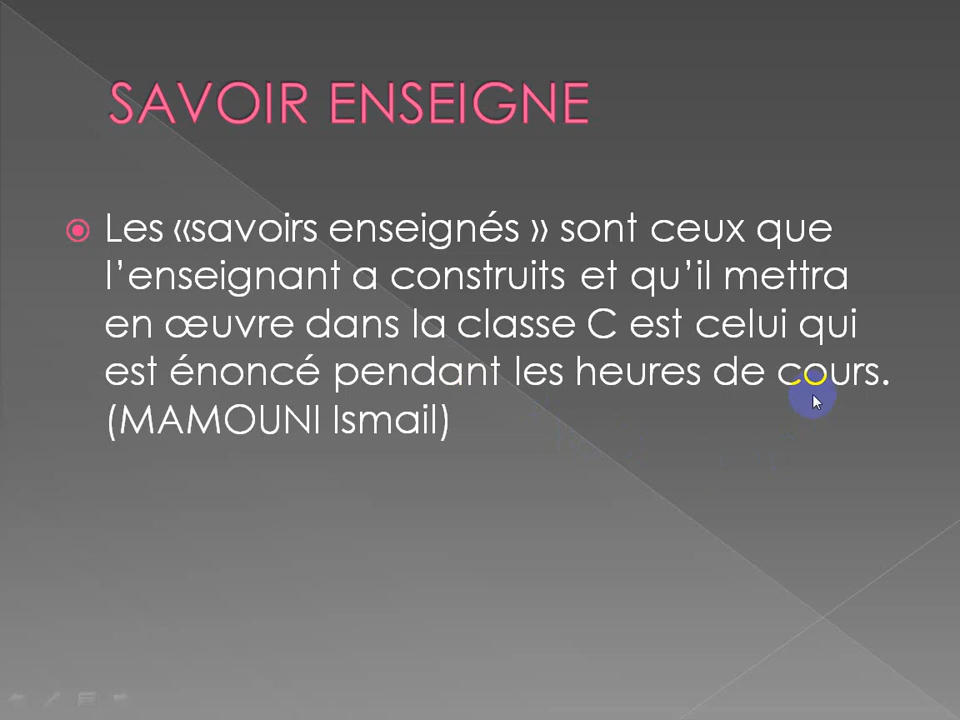 SAVOIR ENSEIGNE
Les «savoirs enseignés » sont ceux que
l’enseignant a construits et qu’il mettra
en œuvre dans la classe C est celui qui
est énoncé pendant les heures de cours.
(MAMOUNI Ismail)